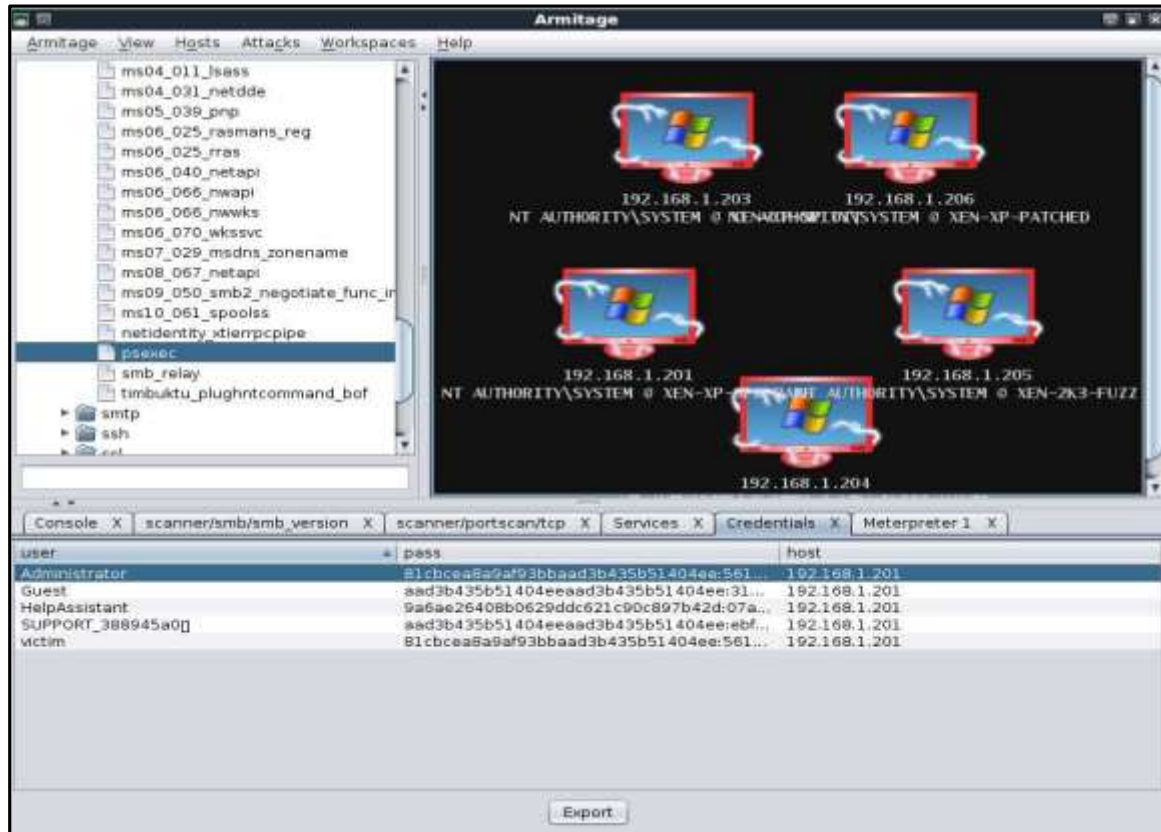 Armitage
Armitage View Hosts Attacks Workspaces Help
ms04_011_lsass
ms04_031_netdde
ms05_039_pnp
ms06_025_rasmans_reg
ms06_025_rras
ms06_040_netapi
ms06_066_nwapi
ms06_066_nwwks
ms06_070_wkssvc
ms07_029_msdns_zonename
ms08_067_netapi
ms09_050_smb2_negotiate_func_in
ms10_061_spoolss
netidentity_xtierrpcpipe
psexec
smb_relay
timbuktu_plughntcommand_bof
smtp
ssh
192.168.1.203
192.168.1.206
NT AUTHORITY\SYSTEM @
\SYSTEM @ XEN-XP-PATCHED
192.168.1.201
192.168.1.205
NT AUTHORITY\SYSTEM @ XEN-XP-
AUTHORITY\SYSTEM @ XEN-2K3-FUZZ
192.168.1.204
Console X scanner/smb/smb_version X scanner/portscan/tcp X Services X Credentials X Meterpreter 1 X
user pass host
Administrator 81cbcea8a9af93bbaad3b435b51404ee:561... 192.168.1.201
Guest aad3b435b51404eeaad3b435b51404ee:31... 192.168.1.201
HelpAssistant 9a6ae26408b0629ddc621c90c897b42d:07a... 192.168.1.201
SUPPORT_388945a0[] aad3b435b51404eeaad3b435b51404ee:ebf... 192.168.1.201
victim 81cbcea8a9af93bbaad3b435b51404ee:561... 192.168.1.201
Export